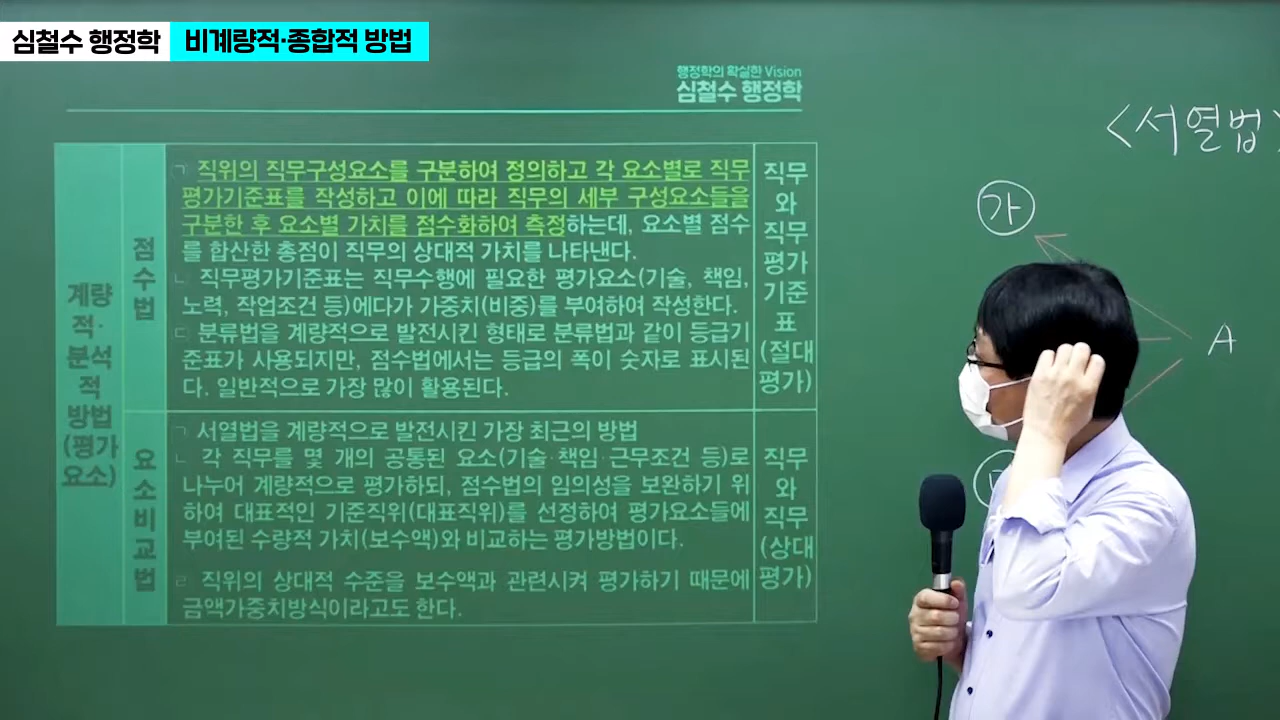 심철수 행정학 비계량적·종합적 방법
행정학의 확실한 Vision
심철수 행정학
계량
적·
분석
적
방법
(평가
요소)
점
수
법
ㄱ 직위의 직무구성요소를 구분하여 정의하고 각 요소별로 직무
평가기준표를 작성하고 이에 따라 직무의 세부 구성요소들을
구분한 후 요소별 가치를 점수화하여 측정하는데, 요소별 점수
를 합산한 총점이 직무의 상대적 가치를 나타낸다.
ㄴ 직무평가기준표는 직무수행에 필요한 평가요소(기술, 책임,
노력, 작업조건 등)에다가 가중치(비중)를 부여하여 작성한다.
ㄷ 분류법을 계량적으로 발전시킨 형태로 분류법과 같이 등급기
준표가 사용되지만, 점수법에서는 등급의 폭이 숫자로 표시된
다. 일반적으로 가장 많이 활용된다.
직무
와
직무
평가
기준
표
(절대
평가)
요
소
비
교
법
ㄱ 서열법을 계량적으로 발전시킨 가장 최근의 방법
ㄴ 각 직무를 몇 개의 공통된 요소(기술·책임·근무조건 등)로
나누어 계량적으로 평가하되, 점수법의 임의성을 보완하기 위
하여 대표적인 기준직위(대표직위)를 선정하여 평가요소들에
부여된 수량적 가치(보수액)와 비교하는 평가방법이다.
ㄹ 직위의 상대적 수준을 보수액과 관련시켜 평가하기 때문에
금액가중치방식이라고도 한다.
직무
와
직무
(상대
평가)
<서열법>
가
A